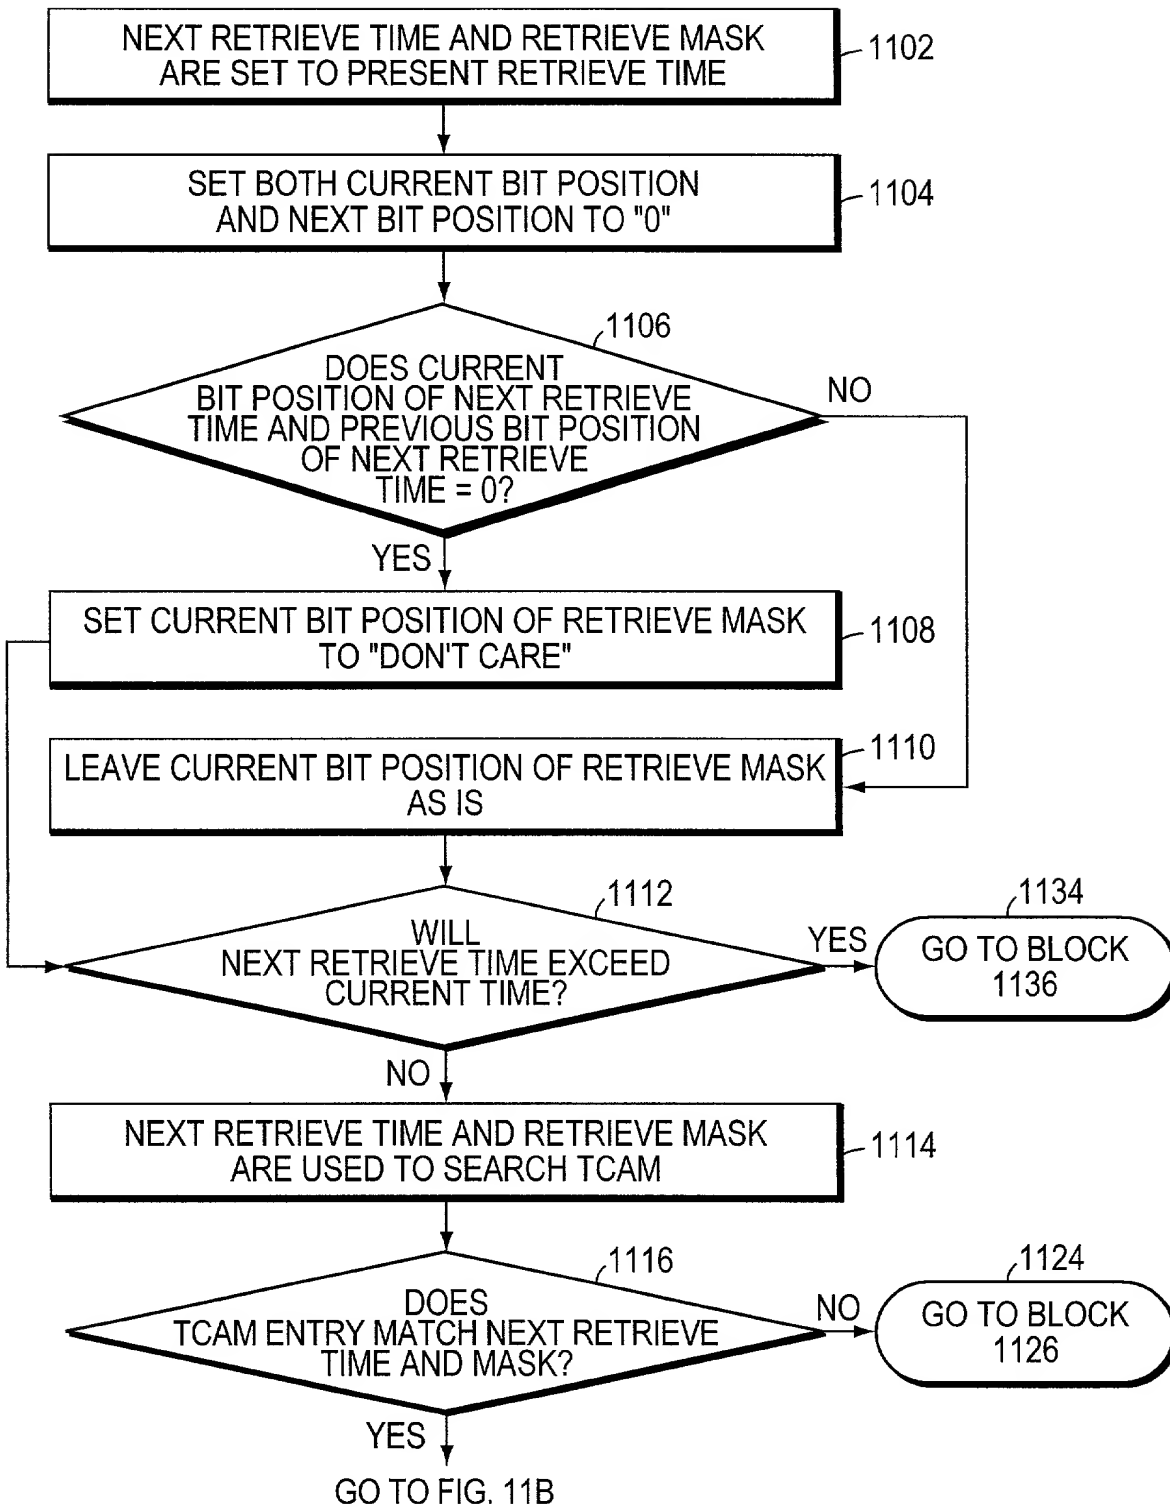 NEXT RETRIEVE TIME AND RETRIEVE MASK
ARE SET TO PRESENT RETRIEVE TIME
1102
SET BOTH CURRENT BIT POSITION
AND NEXT BIT POSITION TO "0"
1104
1106
DOES CURRENT
BIT POSITION OF NEXT RETRIEVE
TIME AND PREVIOUS BIT POSITION
OF NEXT RETRIEVE
TIME = 0?
NO
YES
SET CURRENT BIT POSITION OF RETRIEVE MASK
TO "DON'T CARE"
1108
LEAVE CURRENT BIT POSITION OF RETRIEVE MASK
AS IS
1110
1112
WILL
NEXT RETRIEVE TIME EXCEED
CURRENT TIME?
YES
1134
GO TO BLOCK
1136
NO
NEXT RETRIEVE TIME AND RETRIEVE MASK
ARE USED TO SEARCH TCAM
1114
1116
DOES
TCAM ENTRY MATCH NEXT RETRIEVE
TIME AND MASK?
NO
1124
GO TO BLOCK
1126
YES
GO TO FIG. 11B